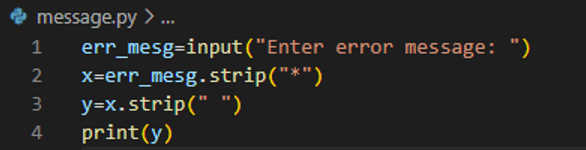 message.py > ...
1 err_mesg=input("Enter error message: ")
2 x=err_mesg.strip("*")
3 y=x.strip(" ")
4 print(y)